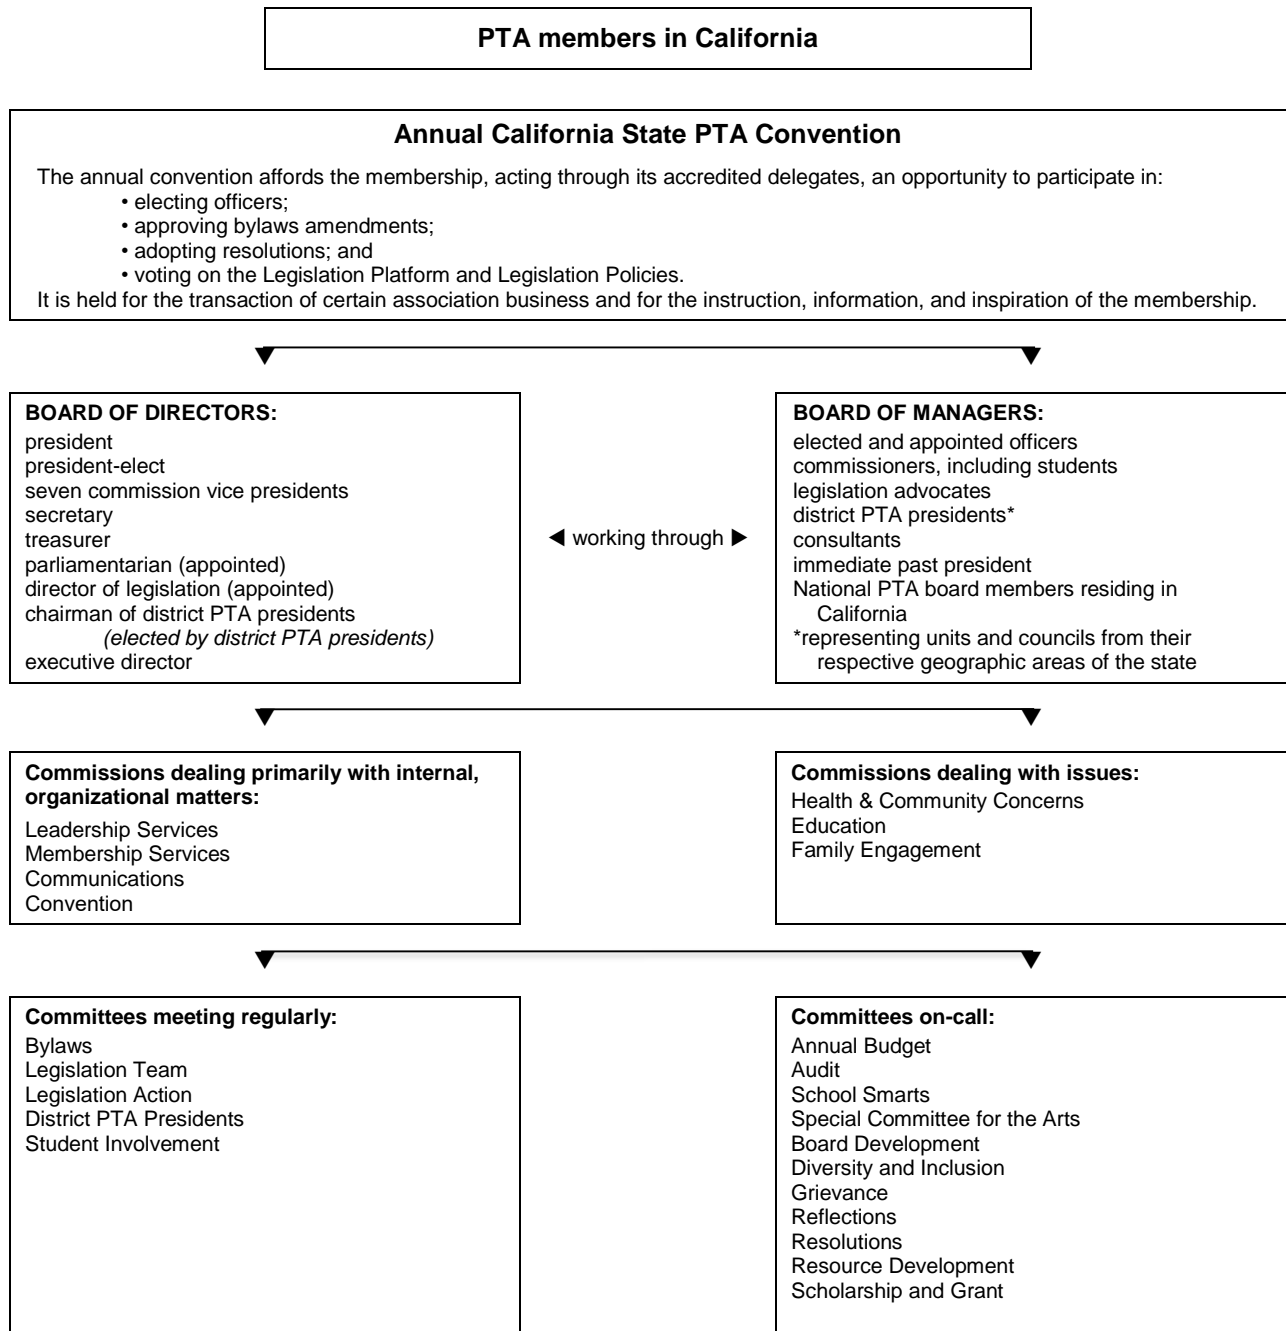 PTA members in California
Annual California State PTA Convention
The annual convention affords the membership, acting through its accredited delegates, an opportunity to participate in:
• electing officers;
• approving bylaws amendments;
• adopting resolutions; and
• voting on the Legislation Platform and Legislation Policies.
It is held for the transaction of certain association business and for the instruction, information, and inspiration of the membership.
BOARD OF DIRECTORS:
president
president-elect
seven commission vice presidents
secretary
treasurer
parliamentarian (appointed)
director of legislation (appointed)
chairman of district PTA presidents
(elected by district PTA presidents)
executive director
◄ working through ►
BOARD OF MANAGERS:
elected and appointed officers
commissioners, including students
legislation advocates
district PTA presidents*
consultants
immediate past president
National PTA board members residing in
California
*representing units and councils from their
respective geographic areas of the state
Commissions dealing primarily with internal,
organizational matters:
Leadership Services
Membership Services
Communications
Convention
Commissions dealing with issues:
Health & Community Concerns
Education
Family Engagement
Committees meeting regularly:
Bylaws
Legislation Team
Legislation Action
District PTA Presidents
Student Involvement
Committees on-call:
Annual Budget
Audit
School Smarts
Special Committee for the Arts
Board Development
Diversity and Inclusion
Grievance
Reflections
Resolutions
Resource Development
Scholarship and Grant